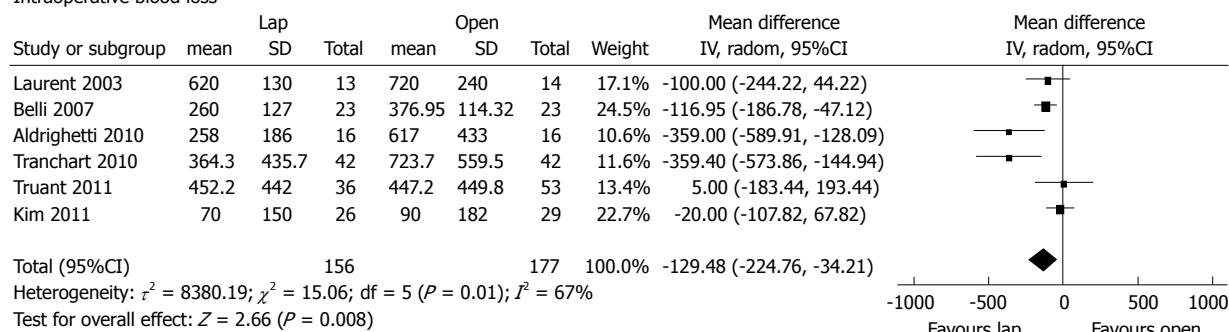 Intraoperative blood loss
Lap Open Mean difference Mean difference
Study or subgroup mean SD Total mean SD Total Weight IV, radom, 95%CI IV, radom, 95%CI
Laurent 2003 620 130 13 720 240 14 17.1% -100.00 (-244.22, 44.22)
Belli 2007 260 127 23 376.95 114.32 23 24.5% -116.95 (-186.78, -47.12)
Aldrighetti 2010 258 186 16 617 433 16 10.6% -359.00 (-589.91, -128.09)
Tranchart 2010 364.3 435.7 42 723.7 559.5 42 11.6% -359.40 (-573.86, -144.94)
Truant 2011 452.2 442 36 447.2 449.8 53 13.4% 5.00 (-183.44, 193.44)
Kim 2011 70 150 26 90 182 29 22.7% -20.00 (-107.82, 67.82)
Total (95%CI) 156 177 100.0% -129.48 (-224.76, -34.21)
Heterogeneity: τ² = 8380.19; χ² = 15.06; df = 5 (P = 0.01); I² = 67%
Test for overall effect: Z = 2.66 (P = 0.008)
-1000 -500 0 500 1000
Favours lap Favours open